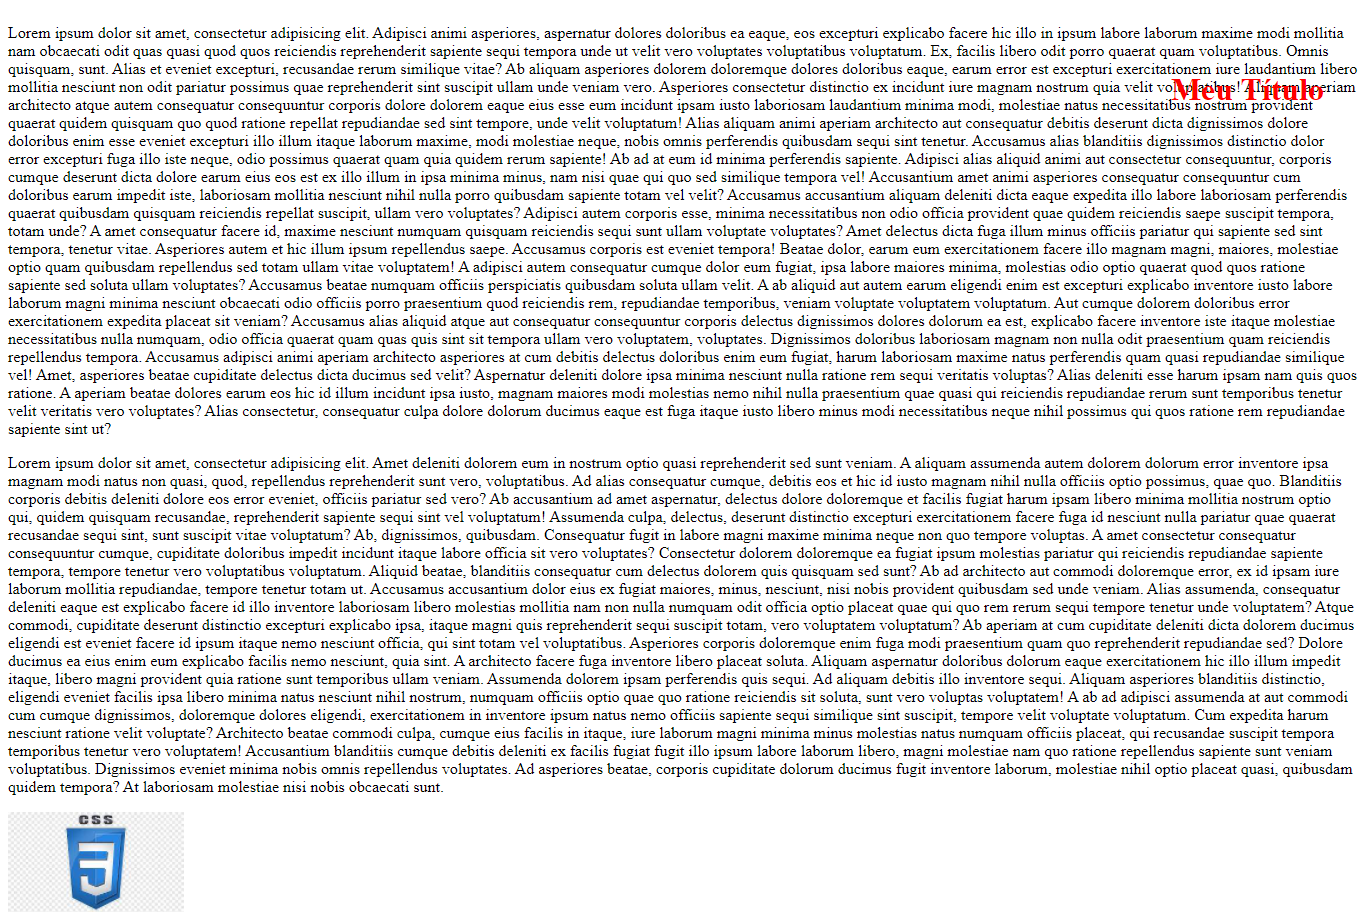 Lorem ipsum dolor sit amet, consectetur adipisicing elit. Adipisci animi asperiores, aspernatur dolores doloribus ea eaque, eos excepturi explicabo facere hic illo in ipsum labore laborum maxime modi mollitia
nam obcaecati odit quas quasi quod quos reiciendis reprehenderit sapiente sequi tempora unde ut velit vero voluptates voluptatibus voluptatum. Ex, facilis libero odit porro quaerat quam voluptatibus. Omnis
quisquam, sunt. Alias et eveniet excepturi, recusandae rerum similique vitae? Ab aliquam asperiores dolorem doloremque dolores doloribus eaque, earum error est excepturi exercitationem iure laudantium libero
mollitia nesciunt non odit pariatur possimus quae reprehenderit sint suscipit ullam unde veniam vero. Asperiores consectetur distinctio ex incidunt iure magnam nostrum quia velit voluptatibus! Aliquam aperiam
Meu Título
architecto atque autem consequatur consequuntur corporis dolore dolorem eaque eius esse eum incidunt ipsam iusto laboriosam laudantium minima modi, molestiae natus necessitatibus nostrum provident
quaerat quidem quisquam quo quod ratione repellat repudiandae sed sint tempore, unde velit voluptatum! Alias aliquam animi aperiam architecto aut consequatur debitis deserunt dicta dignissimos dolore
doloribus enim esse eveniet excepturi illo illum itaque laborum maxime, modi molestiae neque, nobis omnis perferendis quibusdam sequi sint tenetur. Accusamus alias blanditiis dignissimos distinctio dolor
error excepturi fuga illo iste neque, odio possimus quaerat quam quia quidem rerum sapiente! Ab ad at eum id minima perferendis sapiente. Adipisci alias aliquid animi aut consectetur consequuntur, corporis
cumque deserunt dicta dolore earum eius eos est ex illo illum in ipsa minima minus, nam nisi quae qui quo sed similique tempora vel! Accusantium amet animi asperiores consequatur consequuntur cum
doloribus earum impedit iste, laboriosam mollitia nesciunt nihil nulla porro quibusdam sapiente totam vel velit? Accusamus accusantium aliquam deleniti dicta eaque expedita illo labore laboriosam perferendis
quaerat quibusdam quisquam reiciendis repellat suscipit, ullam vero voluptates? Adipisci autem corporis esse, minima necessitatibus non odio officia provident quae quidem reiciendis saepe suscipit tempora,
totam unde? A amet consequatur facere id, maxime nesciunt numquam quisquam reiciendis sequi sunt ullam voluptate voluptates? Amet delectus dicta fuga illum minus officiis pariatur qui sapiente sed sint
tempora, tenetur vitae. Asperiores autem et hic illum ipsum repellendus saepe. Accusamus corporis est eveniet tempora! Beatae dolor, earum eum exercitationem facere illo magnam magni, maiores, molestiae
optio quam quibusdam repellendus sed totam ullam vitae voluptatem! A adipisci autem consequatur cumque dolor eum fugiat, ipsa labore maiores minima, molestias odio optio quaerat quod quos ratione
sapiente sed soluta ullam voluptates? Accusamus beatae numquam officiis perspiciatis quibusdam soluta ullam velit. A ab aliquid aut autem earum eligendi enim est excepturi explicabo inventore iusto labore
laborum magni minima nesciunt obcaecati odio officiis porro praesentium quod reiciendis rem, repudiandae temporibus, veniam voluptate voluptatem voluptatum. Aut cumque dolorem doloribus error
exercitationem expedita placeat sit veniam? Accusamus alias aliquid atque aut consequatur consequuntur corporis delectus dignissimos dolores dolorum ea est, explicabo facere inventore iste itaque molestiae
necessitatibus nulla numquam, odio officia quaerat quam quas quis sint sit tempora ullam vero voluptatem, voluptates. Dignissimos doloribus laboriosam magnam non nulla odit praesentium quam reiciendis
repellendus tempora. Accusamus adipisci animi aperiam architecto asperiores at cum debitis delectus doloribus enim eum fugiat, harum laboriosam maxime natus perferendis quam quasi repudiandae similique
vel! Amet, asperiores beatae cupiditate delectus dicta ducimus sed velit? Aspernatur deleniti dolore ipsa minima nesciunt nulla ratione rem sequi veritatis voluptas? Alias deleniti esse harum ipsam nam quis quos
ratione. A aperiam beatae dolores earum eos hic id illum incidunt ipsa iusto, magnam maiores modi molestias nemo nihil nulla praesentium quae quasi qui reiciendis repudiandae rerum sunt temporibus tenetur
velit veritatis vero voluptates? Alias consectetur, consequatur culpa dolore dolorum ducimus eaque est fuga itaque iusto libero minus modi necessitatibus neque nihil possimus qui quos ratione rem repudiandae
sapiente sint ut?
Lorem ipsum dolor sit amet, consectetur adipisicing elit. Amet deleniti dolorem eum in nostrum optio quasi reprehenderit sed sunt veniam. A aliquam assumenda autem dolorem dolorum error inventore ipsa
magnam modi natus non quasi, quod, repellendus reprehenderit sunt vero, voluptatibus. Ad alias consequatur cumque, debitis eos et hic id iusto magnam nihil nulla officiis optio possimus, quae quo. Blanditiis
corporis debitis deleniti dolore eos error eveniet, officiis pariatur sed vero? Ab accusantium ad amet aspernatur, delectus dolore doloremque et facilis fugiat harum ipsam libero minima mollitia nostrum optio
qui, quidem quisquam recusandae, reprehenderit sapiente sequi sint vel voluptatum! Assumenda culpa, delectus, deserunt distinctio excepturi exercitationem facere fuga id nesciunt nulla pariatur quae quaerat
recusandae sequi sint, sunt suscipit vitae voluptatum? Ab, dignissimos, quibusdam. Consequatur fugit in labore magni maxime minima neque non quo tempore voluptas. A amet consectetur consequatur
consequuntur cumque, cupiditate doloribus impedit incidunt itaque labore officia sit vero voluptates? Consectetur dolorem doloremque ea fugiat ipsum molestias pariatur qui reiciendis repudiandae sapiente
tempora, tempore tenetur vero voluptatibus voluptatum. Aliquid beatae, blanditiis consequatur cum delectus dolorem quis quisquam sed sunt? Ab ad architecto aut commodi doloremque error, ex id ipsam iure
laborum mollitia repudiandae, tempore tenetur totam ut. Accusamus accusantium dolor eius ex fugiat maiores, minus, nesciunt, nisi nobis provident quibusdam sed unde veniam. Alias assumenda, consequatur
deleniti eaque est explicabo facere id illo inventore laboriosam libero molestias mollitia nam non nulla numquam odit officia optio placeat quae qui quo rem rerum sequi tempore tenetur unde voluptatem? Atque
commodi, cupiditate deserunt distinctio excepturi explicabo ipsa, itaque magni quis reprehenderit sequi suscipit totam, vero voluptatem voluptatum? Ab aperiam at cum cupiditate deleniti dicta dolorem ducimus
eligendi est eveniet facere id ipsum itaque nemo nesciunt officia, qui sint totam vel voluptatibus. Asperiores corporis doloremque enim fuga modi praesentium quam quo reprehenderit repudiandae sed? Dolore
ducimus ea eius enim eum explicabo facilis nemo nesciunt, quia sint. A architecto facere fuga inventore libero placeat soluta. Aliquam aspernatur doloribus dolorum eaque exercitationem hic illo illum impedit
itaque, libero magni provident quia ratione sunt temporibus ullam veniam. Assumenda dolorem ipsam perferendis quis sequi. Ad aliquam debitis illo inventore sequi. Aliquam asperiores blanditiis distinctio,
eligendi eveniet facilis ipsa libero minima natus nesciunt nihil nostrum, numquam officiis optio quae quo ratione reiciendis sit soluta, sunt vero voluptas voluptatem! A ab ad adipisci assumenda at aut commodi
cum cumque dignissimos, doloremque dolores eligendi, exercitationem in inventore ipsum natus nemo officiis sapiente sequi similique sint suscipit, tempore velit voluptate voluptatum. Cum expedita harum
nesciunt ratione velit voluptate? Architecto beatae commodi culpa, cumque eius facilis in itaque, iure laborum magni minima minus molestias natus numquam officiis placeat, qui recusandae suscipit tempora
temporibus tenetur vero voluptatem! Accusantium blanditiis cumque debitis deleniti ex facilis fugiat fugit illo ipsum labore laborum libero, magni molestiae nam quo ratione repellendus sapiente sunt veniam
voluptatibus. Dignissimos eveniet minima nobis omnis repellendus voluptates. Ad asperiores beatae, corporis cupiditate dolorum ducimus fugit inventore laborum, molestiae nihil optio placeat quasi, quibusdam
quidem tempora? At laboriosam molestiae nisi nobis obcaecati sunt.
CSS